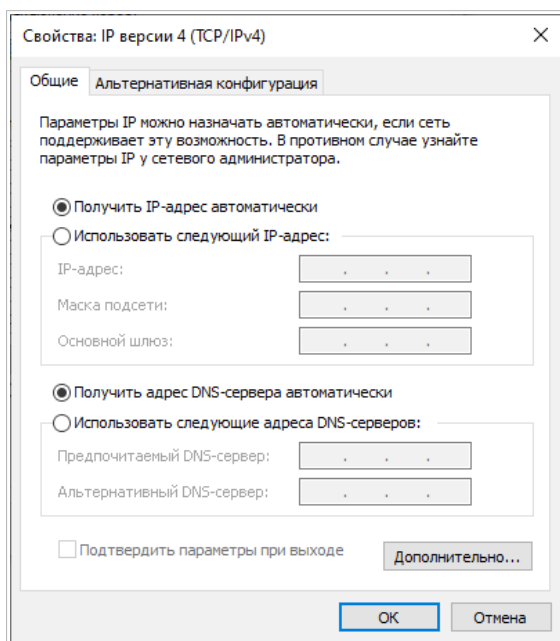 Свойства: IP версии 4 (TCP/IPv4)
Общие
Альтернативная конфигурация
Параметры IP можно назначать автоматически, если сеть
поддерживает эту возможность. В противном случае узнайте
параметры IP у сетевого администратора.
Получить IP-адрес автоматически
Использовать следующий IP-адрес:
IP-адрес:
Маска подсети:
Основной шлюз:
Получить адрес DNS-сервера автоматически
Использовать следующие адреса DNS-серверов:
Предпочитаемый DNS-сервер:
Альтернативный DNS-сервер:
Подтвердить параметры при выходе
Дополнительно...
ОК
Отмена